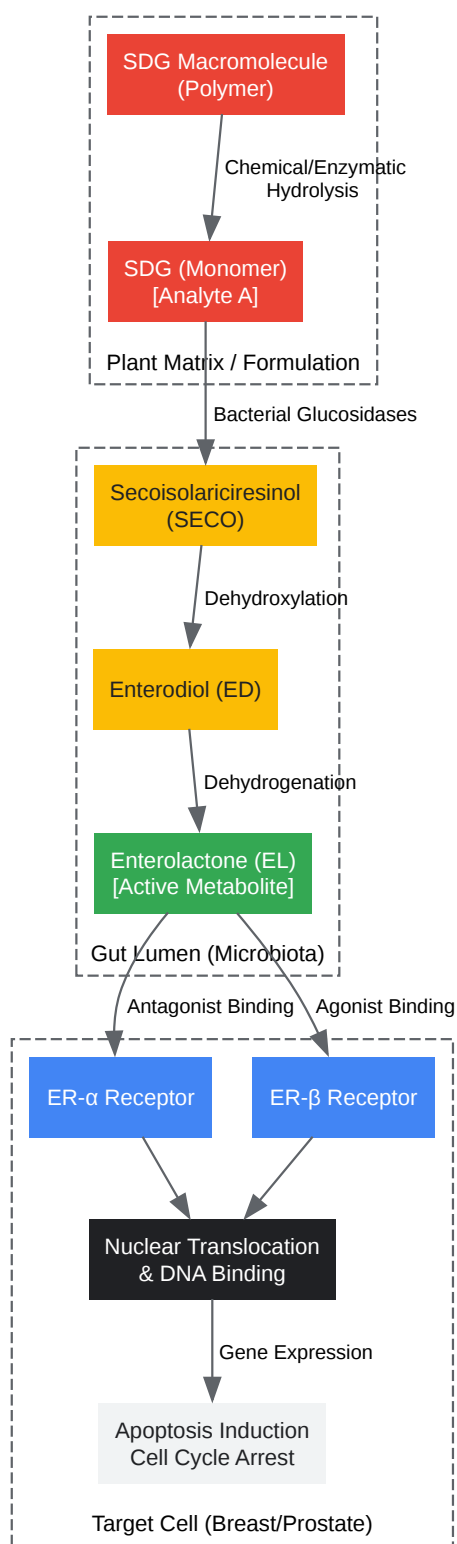 SDG Macromolecule
(Polymer)
Chemical/Enzymatic
Hydrolysis
SDG (Monomer)
[Analyte A]
Plant Matrix / Formulation
Bacterial Glucosidases
Secoisolariciresinol
(SECO)
Dehydroxylation
Enterodiol (ED)
Dehydrogenation
Enterolactone (EL)
[Active Metabolite]
Gut Lumen (Microbiota)
Antagonist Binding
Agonist Binding
ER-α Receptor
ER-β Receptor
Nuclear Translocation
& DNA Binding
Gene Expression
Apoptosis Induction
Cell Cycle Arrest
Target Cell (Breast/Prostate)